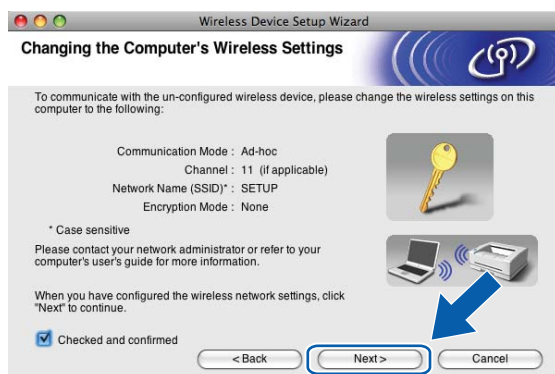 Wireless Device Setup Wizard
Changing the Computer's Wireless Settings
To communicate with the un-configured wireless device, please change the wireless settings on this
computer to the following:
Communication Mode : Ad-hoc
Channel : 11 (if applicable)
Network Name (SSID)* : SETUP
Encryption Mode : None
* Case sensitive
Please contact your network administrator or refer to your
computer's user's guide for more information.
When you have configured the wireless network settings, click
"Next" to continue.
Checked and confirmed
< Back
Next >
Cancel